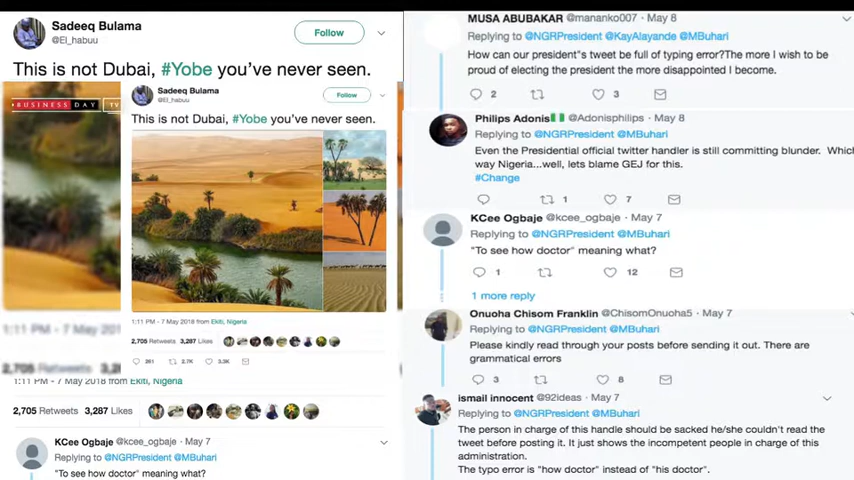 Sadeeq Bulama
@El_habuu
Follow
This is not Dubai, #Yobe you've never seen.
BUSINESS DAY TV
Sadeeq Bulama
@El_habuu
Follow
This is not Dubai, #Yobe you've never seen.
1:11 PM - 7 May 2018 from Ekiti, Nigeria
2,705 Retweets 3,287 Likes
261 2.7K 3.3K
1:11 PM - 7 May 201
2,705 Retweets 3,2
1:11 PM - 7 May 2018 from Ekiti, Nigeria
2,705 Retweets 3,287 Likes
KCee Ogbaje @kcee_ogbaje · May 7
Replying to @NGRPresident @MBuhari
"To see how doctor" meaning what?
MUSA ABUBAKAR @mananko007 · May 8
Replying to @NGRPresident @KayAlayande @MBuhari
How can our president"s tweet be full of typing error?The more I wish to be
proud of electing the president the more disappointed I become.
2 3
Philips Adonis @Adonisphilips · May 8
Replying to @NGRPresident @MBuhari
Even the Presidential official twitter handler is still committing blunder. Which
way Nigeria...well, lets blame GEJ for this.
#Change
1 7
KCee Ogbaje @kcee_ogbaje · May 7
Replying to @NGRPresident @MBuhari
"To see how doctor" meaning what?
1 12
1 more reply
Onuoha Chisom Franklin @ChisomOnuoha5 · May 7
Replying to @NGRPresident @MBuhari
Please kindly read through your posts before sending it out. There are
grammatical errors
3 8
ismail innocent @92ideas · May 7
Replying to @NGRPresident @MBuhari
The person in charge of this handle should be sacked he/she couldn't read the
tweet before posting it. It just shows the incompetent people in charge of this
administration.
The typo error is "how doctor" instead of "his doctor".